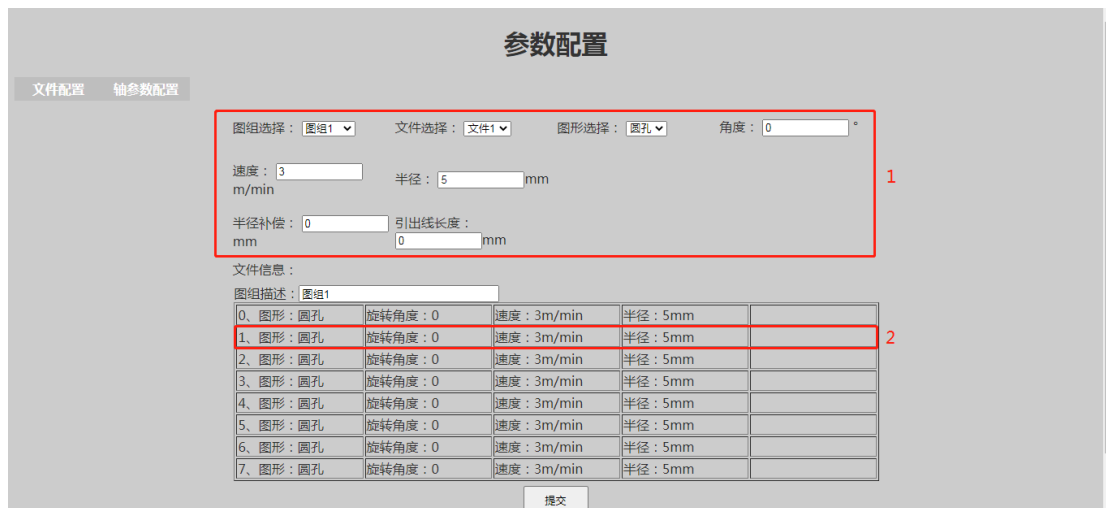 参数配置
文件配置 轴参数配置
图组选择： 图组1 文件选择： 文件1 图形选择： 圆孔 角度： 0 °
速度： 3 m/min 半径： 5 mm 1
半径补偿： 0 mm 引出线长度： 0 mm
文件信息：
图组描述：图组1
0、图形：圆孔 旋转角度：0 速度：3m/min 半径：5mm
1、图形：圆孔 旋转角度：0 速度：3m/min 半径：5mm 2
2、图形：圆孔 旋转角度：0 速度：3m/min 半径：5mm
3、图形：圆孔 旋转角度：0 速度：3m/min 半径：5mm
4、图形：圆孔 旋转角度：0 速度：3m/min 半径：5mm
5、图形：圆孔 旋转角度：0 速度：3m/min 半径：5mm
6、图形：圆孔 旋转角度：0 速度：3m/min 半径：5mm
7、图形：圆孔 旋转角度：0 速度：3m/min 半径：5mm
提交